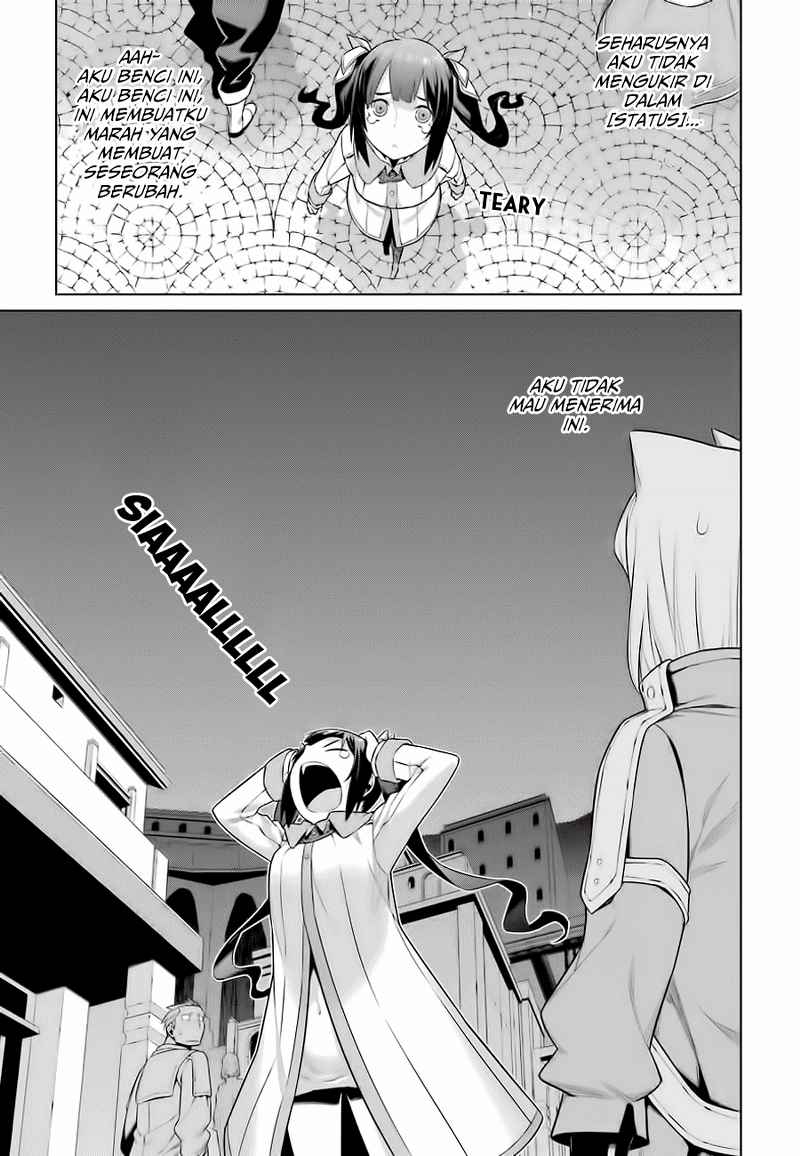 SEHARUSNYA
AKU TIDAK
MENGUKIR DI
DALAM
[STATUS]...
AAH-
AKU BENCI INI,
AKU BENCI INI,
INI MEMBUATKU
MARAH YANG
MEMBUAT
SESEORANG
BERUBAH.
TEARY
AKU TIDAK
MAU MENERIMA
INI.
SIAAAALLLLLL